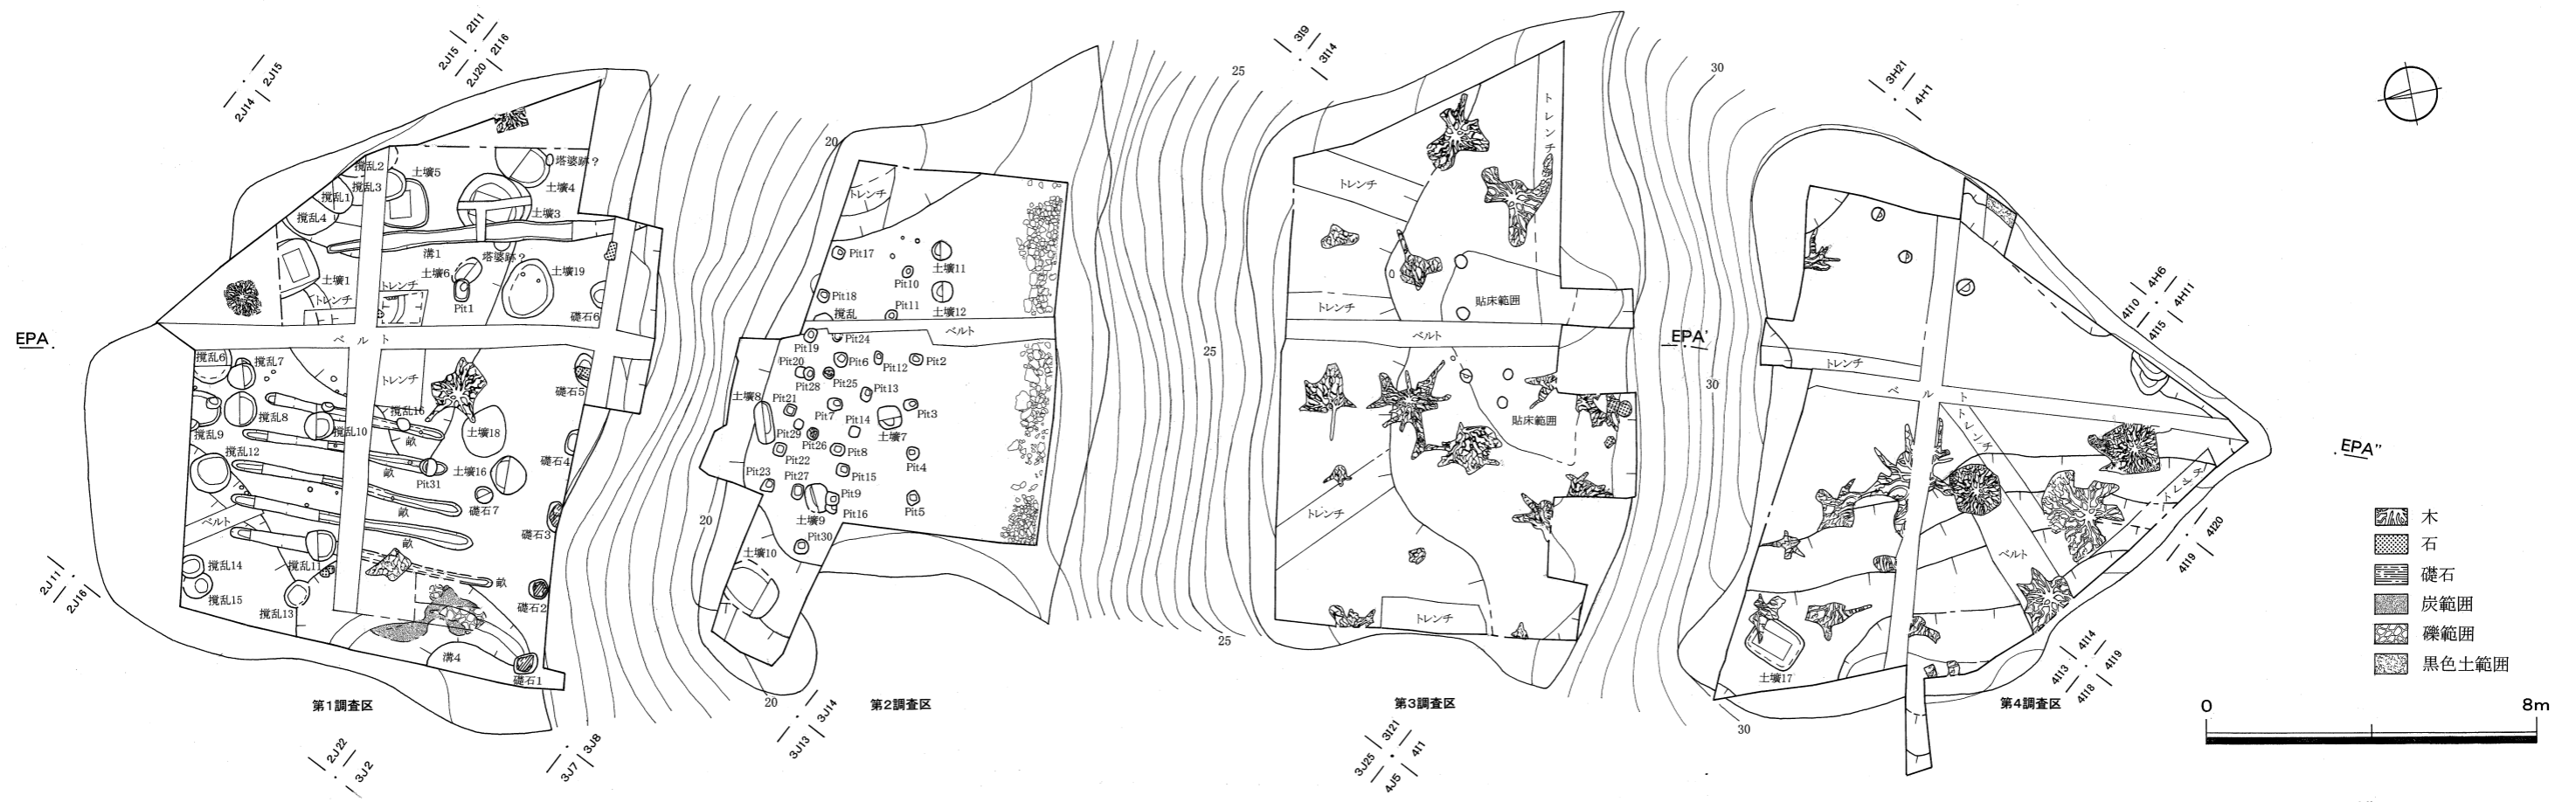 2J14
2J15
2J15
2I11
2J20
2I16
撹乱2
撹乱3
撹乱1
撹乱4
土壙5
塔婆跡？
土壙4
土壙3
溝1
塔婆跡？
土壙1
トレンチ
トレンチ
土壙6
Pit1
土壙19
礎石6
EPA
ベルト
撹乱6
撹乱7
トレンチ
礎石5
撹乱8
撹乱9
撹乱10
撹乱16
畝
土壙18
撹乱12
畝
Pit31
土壙16
礎石4
礎石7
畝
ベルト
礎石3
畝
撹乱14
撹乱11
撹乱15
撹乱13
畝
礎石2
溝4
礎石1
2J11
2J16
第1調査区
2J22
3J2
3J7
3J8
20
トレンチ
Pit17
土壙11
Pit10
Pit18
Pit11
土壙12
撹乱
ベルト
Pit19
Pit24
Pit20
Pit6
Pit12
Pit2
Pit28
Pit25
Pit13
土壙8
Pit21
Pit7
Pit3
Pit14
土壙7
Pit29
Pit26
Pit22
Pit8
Pit4
Pit23
Pit27
Pit15
Pit9
Pit5
土壙9
Pit16
Pit30
土壙10
20
20
第2調査区
3J13
3J14
25
25
25
3I9
3I14
トレンチ
トレンチ
トレンチ
貼床範囲
ベルト
貼床範囲
トレンチ
トレンチ
第3調査区
3J25
3I21
4J5
4I1
EPA'
30
30
30
3H21
4H1
トレンチ
ベルト
トレンチ
トレンチ
ベルト
土壙17
第4調査区
4I10
4H6
4I15
4H11
4I19
4I20
4I13
4I14
4I18
4I19
EPA''
木
石
礎石
炭範囲
礫範囲
黒色土範囲
0
8m